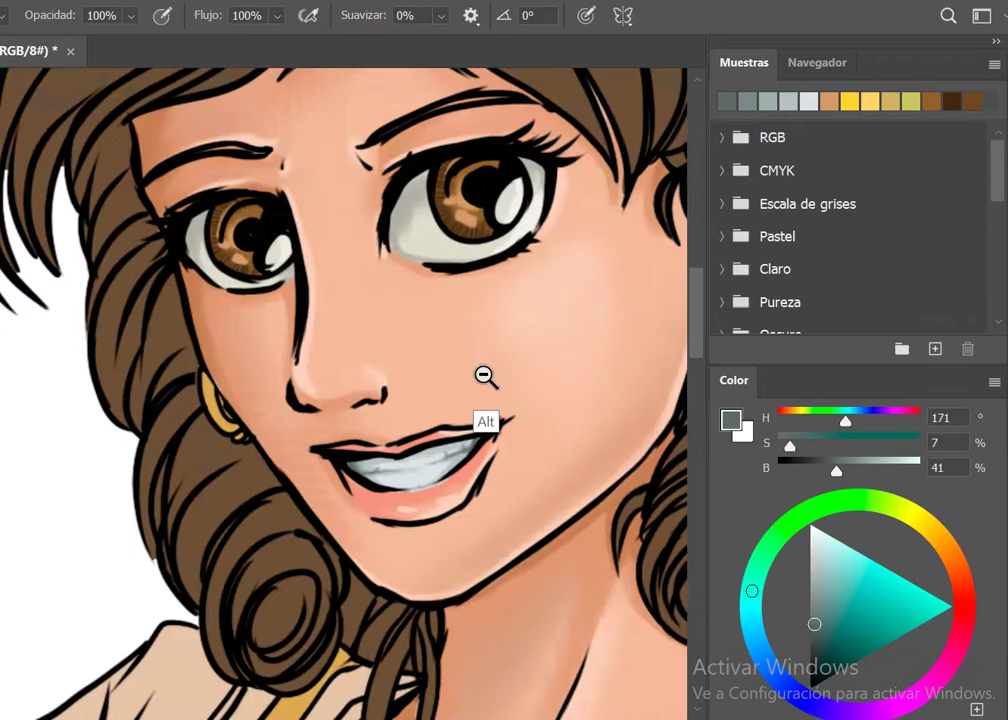 Opacidad: 100% Flujo: 100% Suavizar: 0% 0°
RGB/8#) *
Muestras Navegador
RGB
CMYK
Escala de grises
Pastel
Claro
Pureza
Color
H 171 °
S 7 %
B 41 %
Alt
Activar Windows
Ve a Configuración para activar Windows.